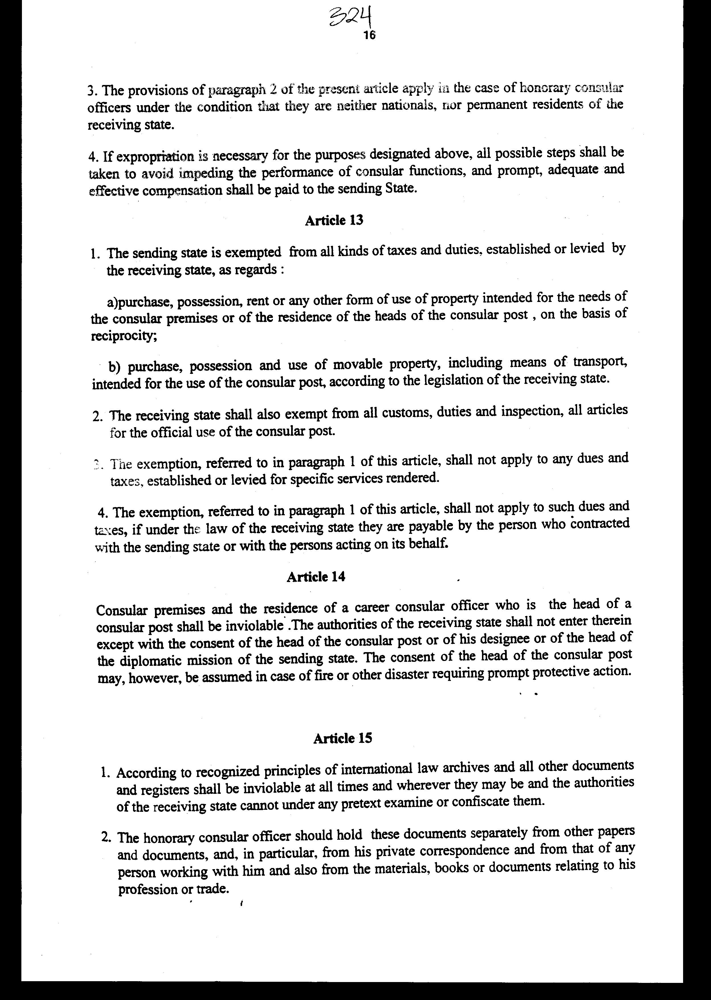 324
16
3. The provisions of paragraph 2 of the present article apply in the case of honorary consular
officers under the condition that they are neither nationals, nor permanent residents of the
receiving state.
4. If expropriation is necessary for the purposes designated above, all possible steps shall be
taken to avoid impeding the performance of consular functions, and prompt, adequate and
effective compensation shall be paid to the sending State.
Article 13
1. The sending state is exempted from all kinds of taxes and duties, established or levied by
the receiving state, as regards :
a)purchase, possession, rent or any other form of use of property intended for the needs of
the consular premises or of the residence of the heads of the consular post , on the basis of
reciprocity;
b) purchase, possession and use of movable property, including means of transport,
intended for the use of the consular post, according to the legislation of the receiving state.
2. The receiving state shall also exempt from all customs, duties and inspection, all articles
for the official use of the consular post.
3. The exemption, referred to in paragraph 1 of this article, shall not apply to any dues and
taxes, established or levied for specific services rendered.
4. The exemption, referred to in paragraph 1 of this article, shall not apply to such dues and
taxes, if under the law of the receiving state they are payable by the person who contracted
with the sending state or with the persons acting on its behalf.
Article 14
Consular premises and the residence of a career consular officer who is the head of a
consular post shall be inviolable .The authorities of the receiving state shall not enter therein
except with the consent of the head of the consular post or of his designee or of the head of
the diplomatic mission of the sending state. The consent of the head of the consular post
may, however, be assumed in case of fire or other disaster requiring prompt protective action.
Article 15
1. According to recognized principles of international law archives and all other documents
and registers shall be inviolable at all times and wherever they may be and the authorities
of the receiving state cannot under any pretext examine or confiscate them.
2. The honorary consular officer should hold these documents separately from other papers
and documents, and, in particular, from his private correspondence and from that of any
person working with him and also from the materials, books or documents relating to his
profession or trade.